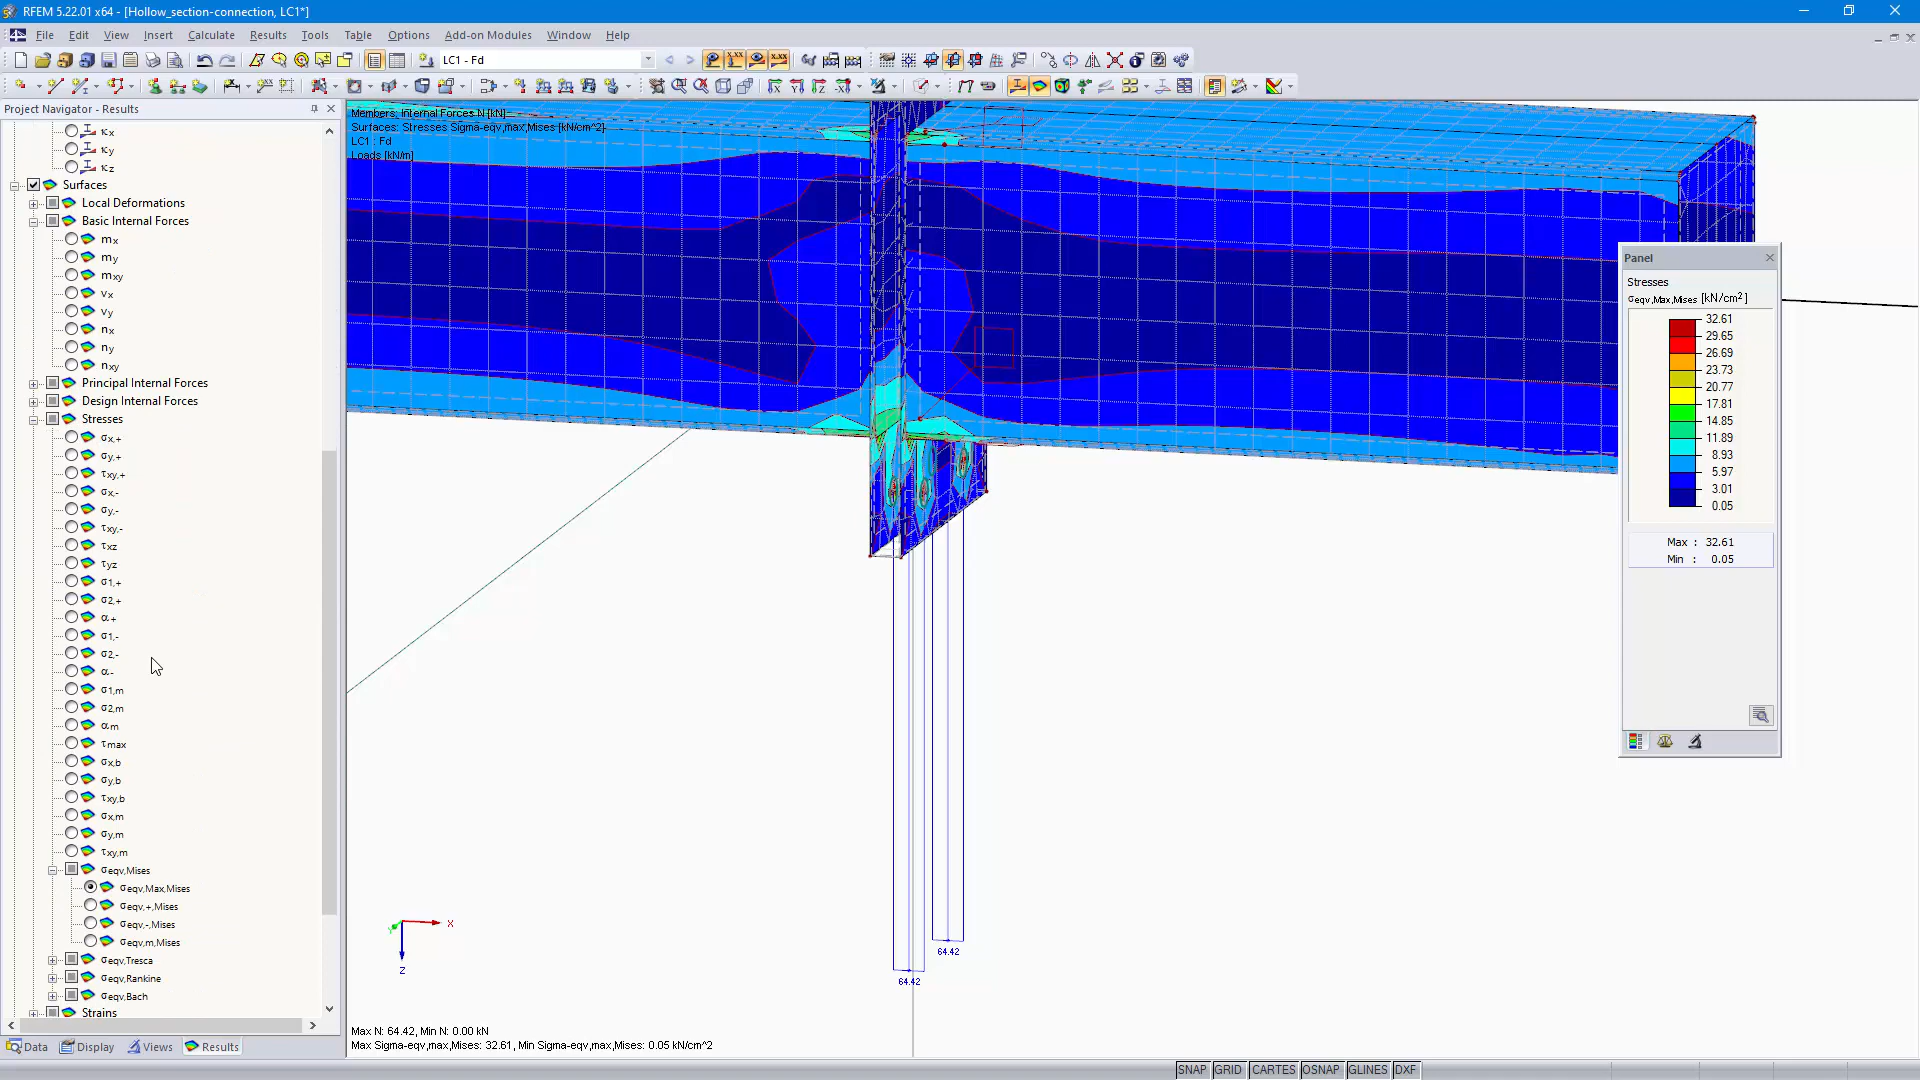 RFEM 5.22.01 x64 - [Hollow_section-connection, LC1*]
File Edit View Insert Calculate Results Tools Table Options Add-on Modules Window Help
LC1 - Fd
Project Navigator - Results
κx
κy
κz
Surfaces
Local Deformations
Basic Internal Forces
mx
my
mxy
vx
vy
nx
ny
nxy
Principal Internal Forces
Design Internal Forces
Stresses
σx,+
σy,+
τxy,+
σx,-
σy,-
τxy,-
τxz
τyz
σ1,+
σ2,+
α+
σ1,-
σ2,-
α-
σ1,m
σ2,m
αm
τmax
σx,b
σy,b
τxy,b
σx,m
σy,m
τxy,m
σeqv,Mises
σeqv,Max,Mises
σeqv,+,Mises
σeqv,-,Mises
σeqv,m,Mises
σeqv,Tresca
σeqv,Rankine
σeqv,Bach
Strains
Data Display Views Results
Members: Internal Forces N [kN]
Surfaces: Stresses Sigma-eqv,max,Mises [kN/cm^2]
LC1 : Fd
Loads [kN/m]
X
Y
Z
64.42
64.42
Max N: 64.42, Min N: 0.00 kN
Max Sigma-eqv,max,Mises: 32.61, Min Sigma-eqv,max,Mises: 0.05 kN/cm^2
Panel
Stresses
σeqv,Max,Mises [kN/cm²]
32.61
29.65
26.69
23.73
20.77
17.81
14.85
11.89
8.93
5.97
3.01
0.05
Max : 32.61
Min : 0.05
SNAP GRID CARTES OSNAP GLINES DXF